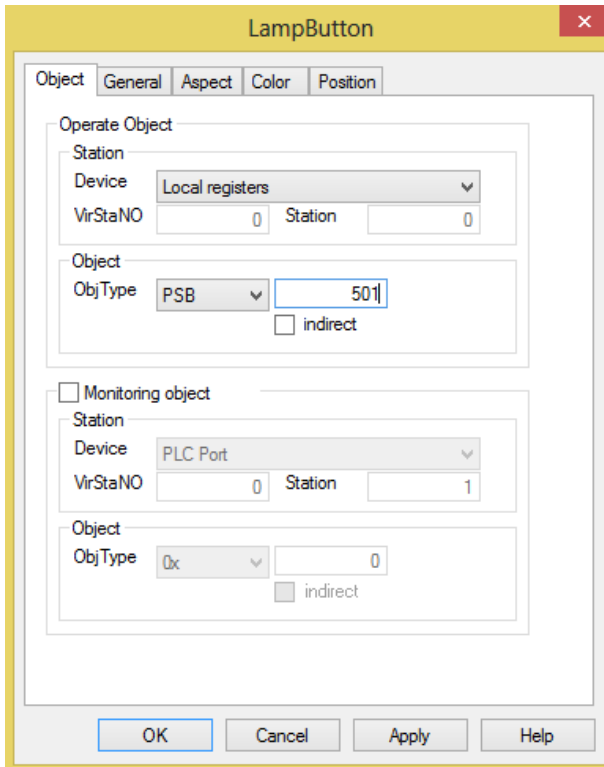 LampButton
Object General Aspect Color Position
Operate Object
Station
Device Local registers
VirStaNO 0 Station 0
Object
ObjType PSB 501
indirect
Monitoring object
Station
Device PLC Port
VirStaNO 0 Station 1
Object
ObjType 0x 0
indirect
OK Cancel Apply Help